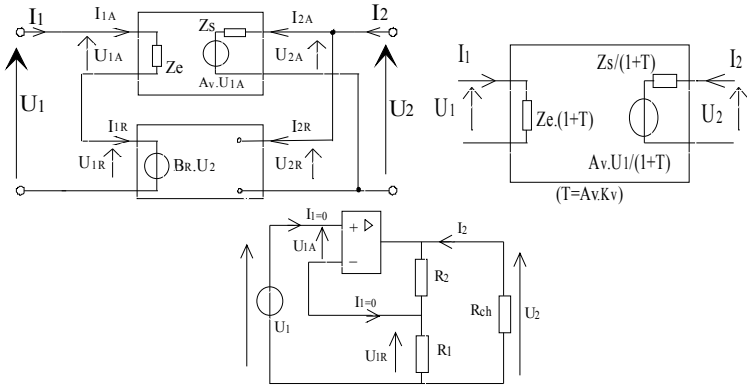 I1
I1A
Zs
I2A
I2
U1A
Ze
U2A
Av.U1A
U1
U2
I1R
I2R
U1R
BR.U2
U2R
I1
Zs/(1+T)
I2
U1
Ze.(1+T)
U2
Av.U1/(1+T)
(T=Av.Kv)
I1=0
+
I2
U1A
−
R2
I1=0
U1
Rch
U2
U1R
R1